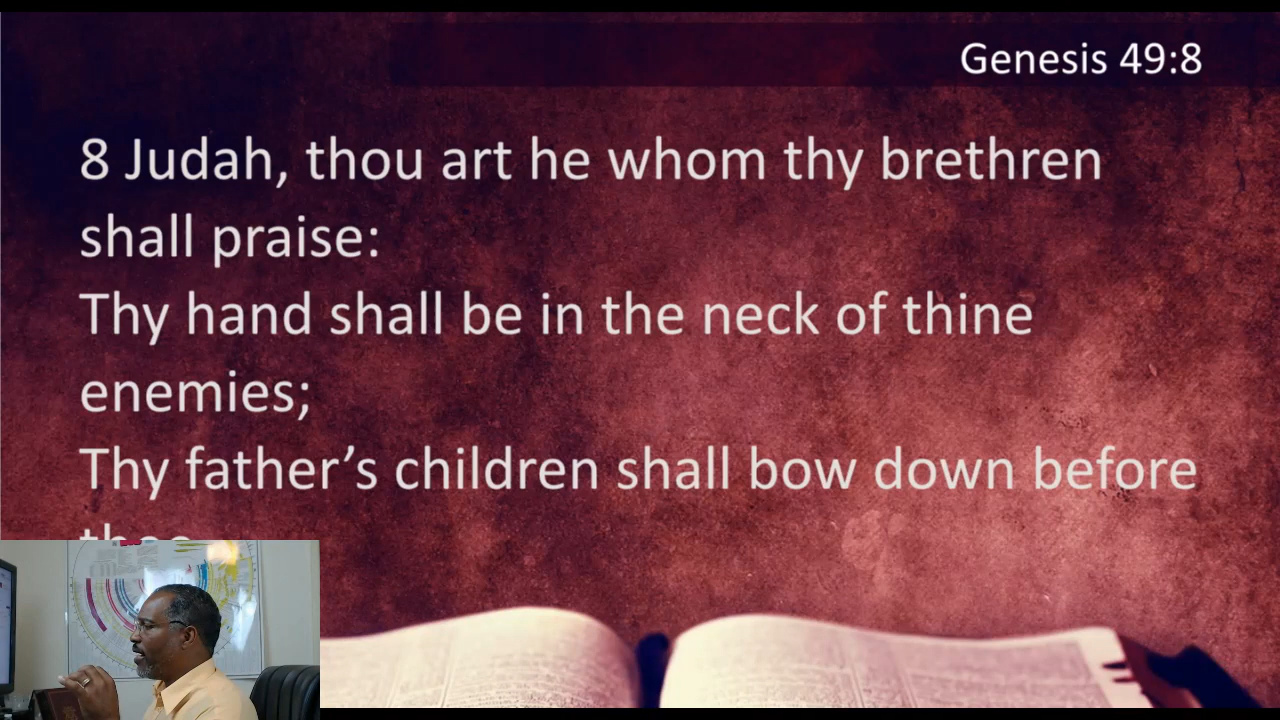 Genesis 49:8
8 Judah, thou art he whom thy brethren
shall praise:
Thy hand shall be in the neck of thine
enemies;
Thy father’s children shall bow down before